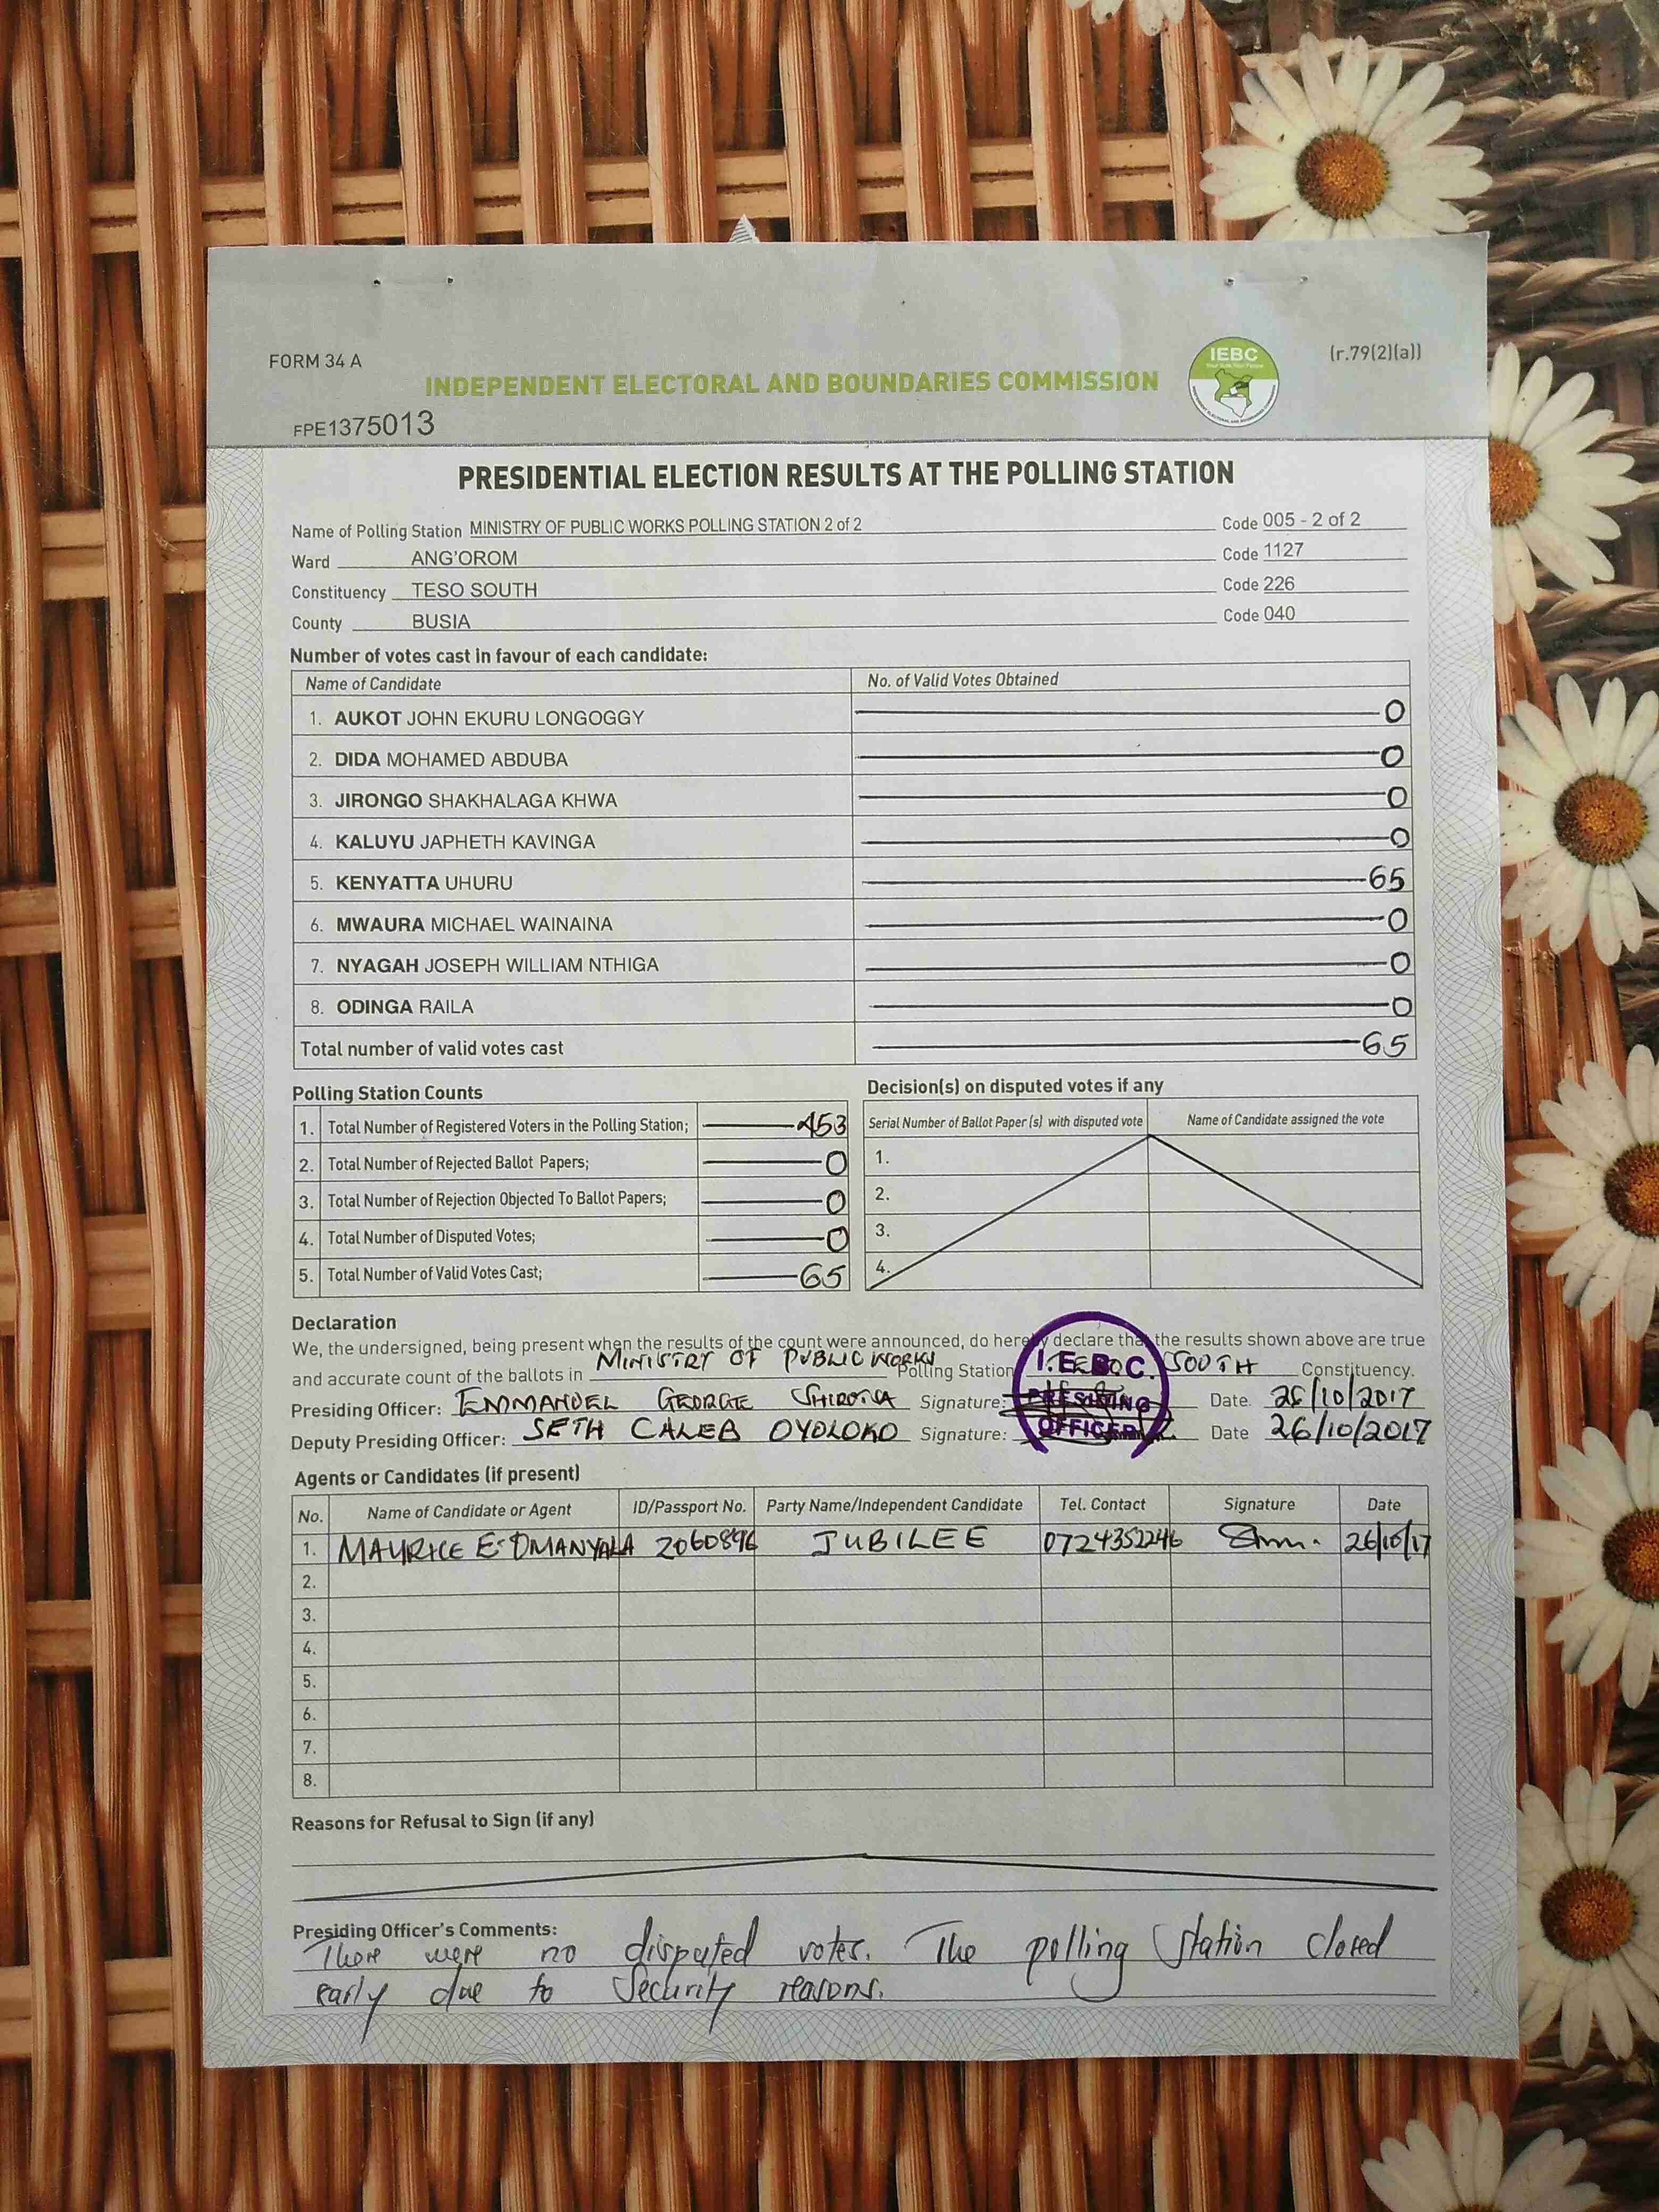 FORM 34 A
(r.79(2)(a))
IEBC
INDEPENDENT ELECTORAL AND BOUNDARIES COMMISSION
FPE1375013
PRESIDENTIAL ELECTION RESULTS AT THE POLLING STATION
Name of Polling Station MINISTRY OF PUBLIC WORKS POLLING STATION 2 of 2 Code 005 - 2 of 2
Ward ANG'OROM Code 1127
Constituency TESO SOUTH Code 226
County BUSIA Code 040
Number of votes cast in favour of each candidate:
Name of Candidate No. of Valid Votes Obtained
1. AUKOT JOHN EKURU LONGOGGY 0
2. DIDA MOHAMED ABDUBA 0
3. JIRONGO SHAKHALAGA KHWA 0
4. KALUYU JAPHETH KAVINGA 0
5. KENYATTA UHURU 65
6. MWAURA MICHAEL WAINAINA 0
7. NYAGAH JOSEPH WILLIAM NTHIGA 0
8. ODINGA RAILA 0
Total number of valid votes cast 65
Polling Station Counts
1. Total Number of Registered Voters in the Polling Station; 453
2. Total Number of Rejected Ballot Papers; 0
3. Total Number of Rejection Objected To Ballot Papers; 0
4. Total Number of Disputed Votes; 0
5. Total Number of Valid Votes Cast; 65
Decision(s) on disputed votes if any
Serial Number of Ballot Paper (s) with disputed vote Name of Candidate assigned the vote
1.
2.
3.
4.
Declaration
We, the undersigned, being present when the results of the count were announced, do hereby declare that the results shown above are true
and accurate count of the ballots in MINISTRY OF PUBLIC WORKS Polling Station SOUTH Constituency.
Presiding Officer: EMMANUEL GEORGE Signature: Date 26/10/2017
Deputy Presiding Officer: SETH CALEB OYOLOKO Signature: Date 26/10/2017
I.E.B.C.
PRESIDING
OFFICER
Agents or Candidates (if present)
No. Name of Candidate or Agent ID/Passport No. Party Name/Independent Candidate Tel. Contact Signature Date
1. MAURICE E. OMANYALA 2060896 JUBILEE 0724352246 26/10/17
2.
3.
4.
5.
6.
7.
8.
Reasons for Refusal to Sign (if any)
Presiding Officer's Comments:
There were no disputed votes. The polling station closed
early due to security reasons.